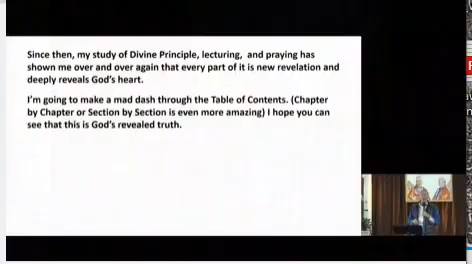 Since then, my study of Divine Principle, lecturing, and praying has
shown me over and over again that every part of it is new revelation and
deeply reveals God's heart.
I'm going to make a mad dash through the Table of Contents. (Chapter
by Chapter or Section by Section is even more amazing) I hope you can
see that this is God's revealed truth.